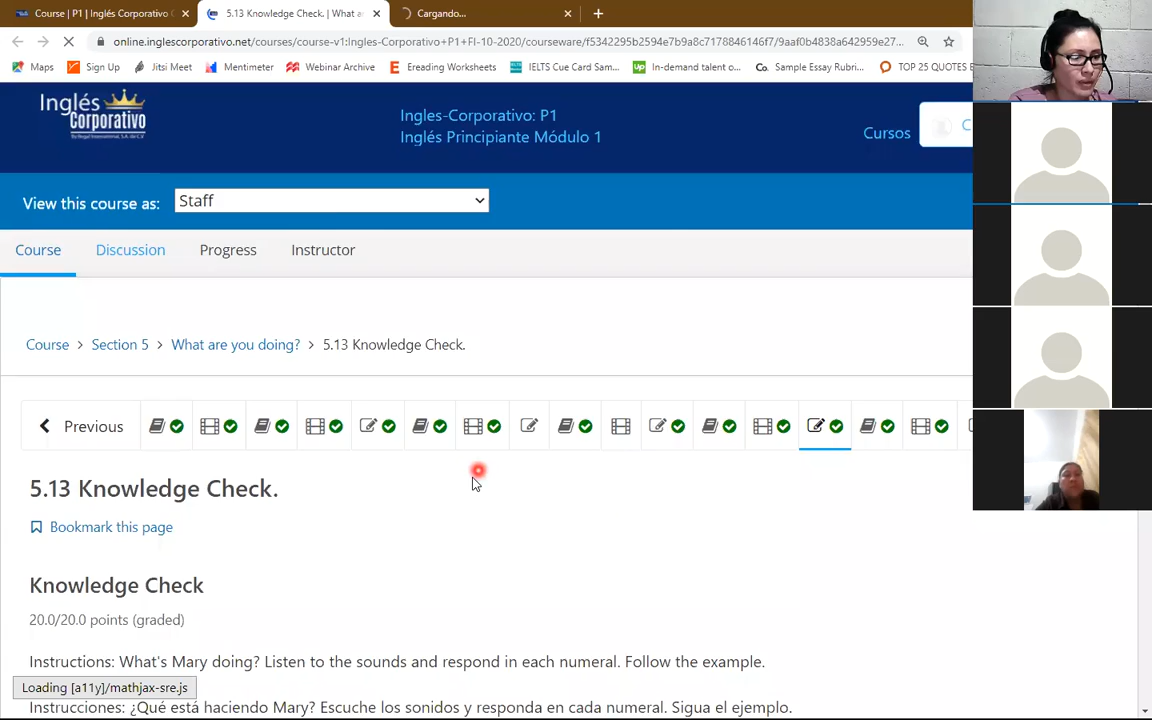 Course | P1 | Inglés Corporativo
5.13 Knowledge Check. | What a
Cargando...
online.inglescorporativo.net/courses/course-v1:Ingles-Corporativo+P1+FI-10-2020/courseware/f5342295b2594e7b9a8c7178846146f7/9aaf0b4838a642959e27...
Maps
Sign Up
Jitsi Meet
Mentimeter
Webinar Archive
Ereading Worksheets
IELTS Cue Card Sam...
In-demand talent o...
Sample Essay Rubri...
TOP 25 QUOTES
Inglés
Corporativo
Ingles-Corporativo: P1
Inglés Principiante Módulo 1
Cursos
View this course as:
Staff
Course
Discussion
Progress
Instructor
Course > Section 5 > What are you doing? > 5.13 Knowledge Check.
Previous
5.13 Knowledge Check.
Bookmark this page
Knowledge Check
20.0/20.0 points (graded)
Instructions: What's Mary doing? Listen to the sounds and respond in each numeral. Follow the example.
Loading [a11y]/mathjax-sre.js
Instrucciones: ¿Qué está haciendo Mary? Escuche los sonidos y responda en cada numeral. Sigua el ejemplo.